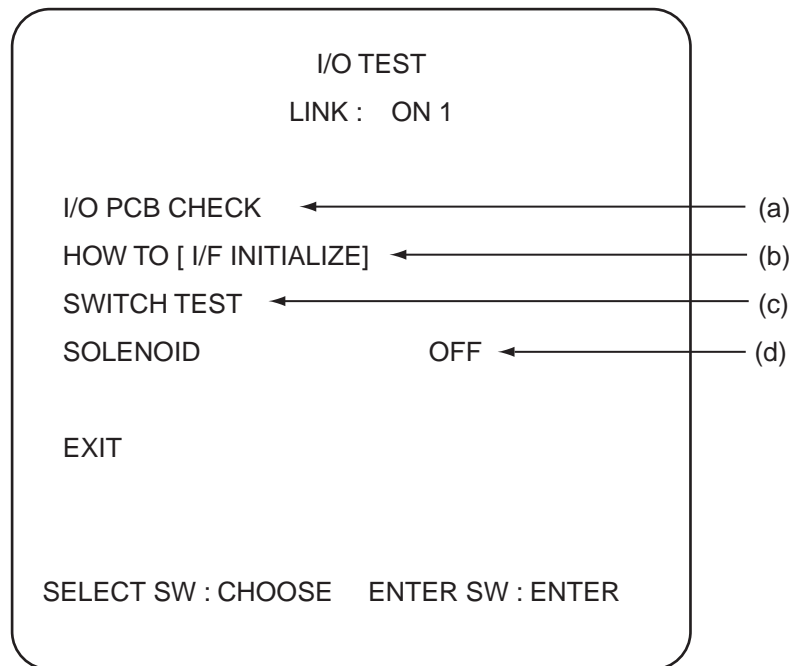 I/O TEST
LINK : ON 1
I/O PCB CHECK (a)
HOW TO [ I/F INITIALIZE] (b)
SWITCH TEST (c)
SOLENOID OFF (d)
EXIT
SELECT SW : CHOOSE ENTER SW : ENTER